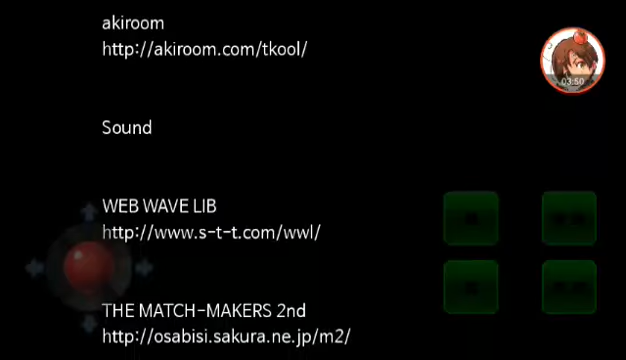 akiroom
http://akiroom.com/tkool/
03:50
Sound
WEB WAVE LIB
http://www.s-t-t.com/wwl/
THE MATCH-MAKERS 2nd
http://osabisi.sakura.ne.jp/m2/